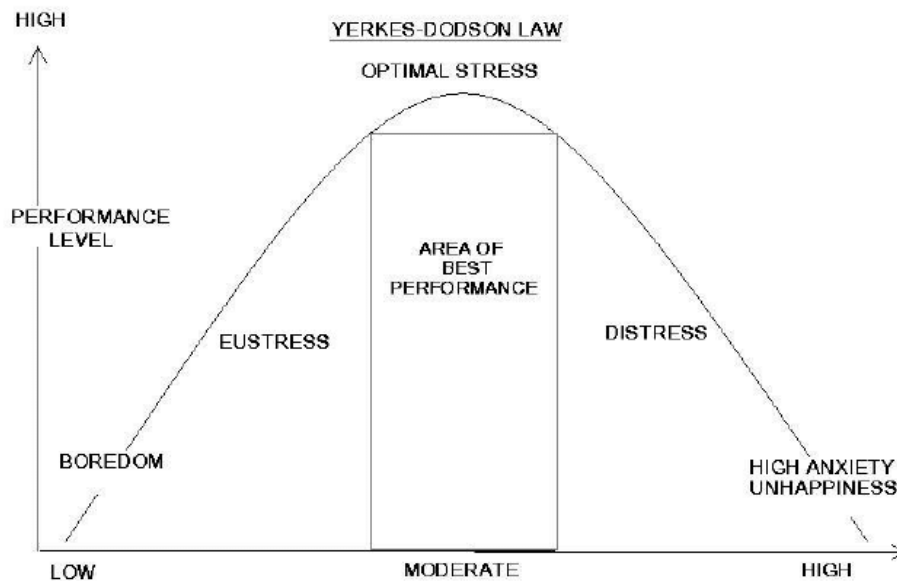 HIGH
YERKES-DODSON LAW
OPTIMAL STRESS
PERFORMANCE
LEVEL
AREA OF
BEST
PERFORMANCE
EUSTRESS
DISTRESS
BOREDOM
HIGH ANXIETY
UNHAPPINESS
LOW
MODERATE
HIGH